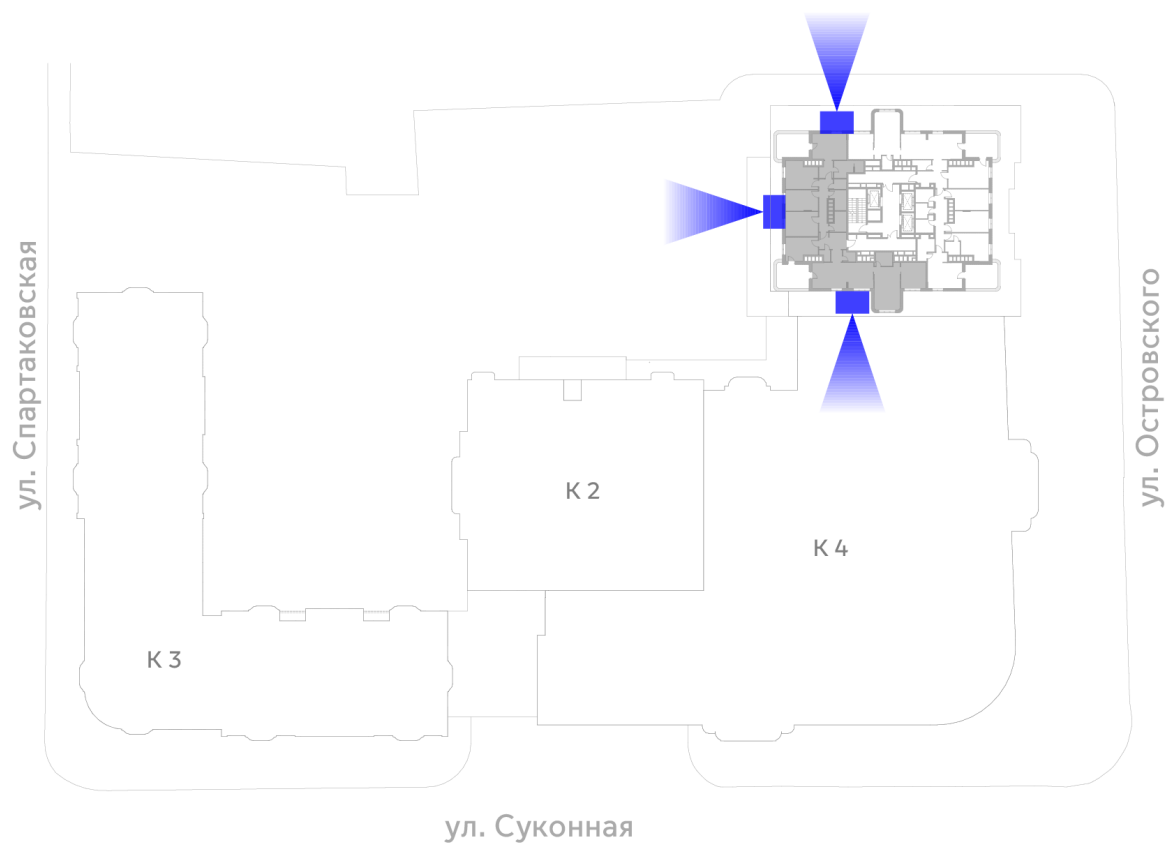 ул. Спартаковская
ул. Островского
К 2
К 4
К 3
ул. Суконная